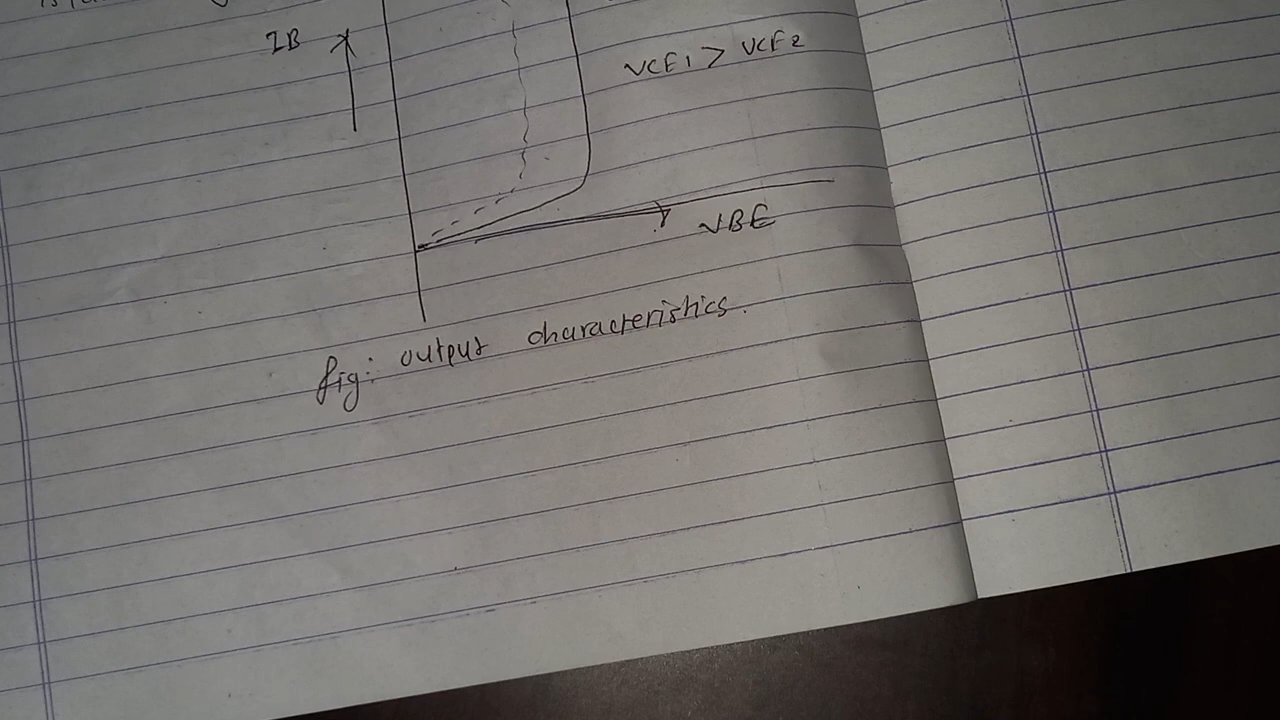 IB
VCE1 > VCE2
VBE
fig: output characteristics.